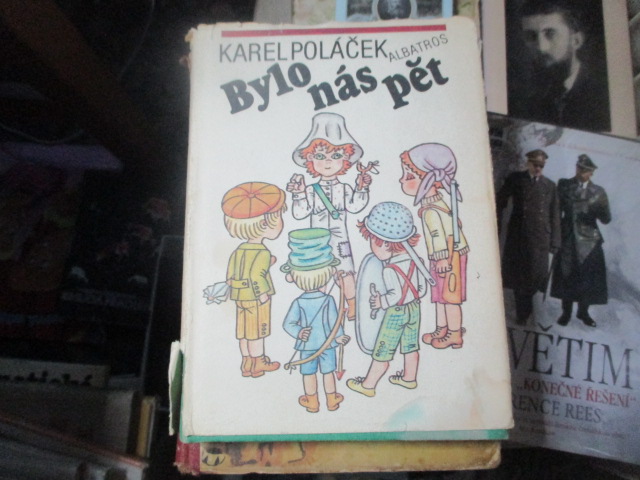 KAREL POLÁČEK
ALBATROS
Bylo
nás
pět
VĚTIM
„KONEČNÉ ŘEŠENÍ“
RENCE REES